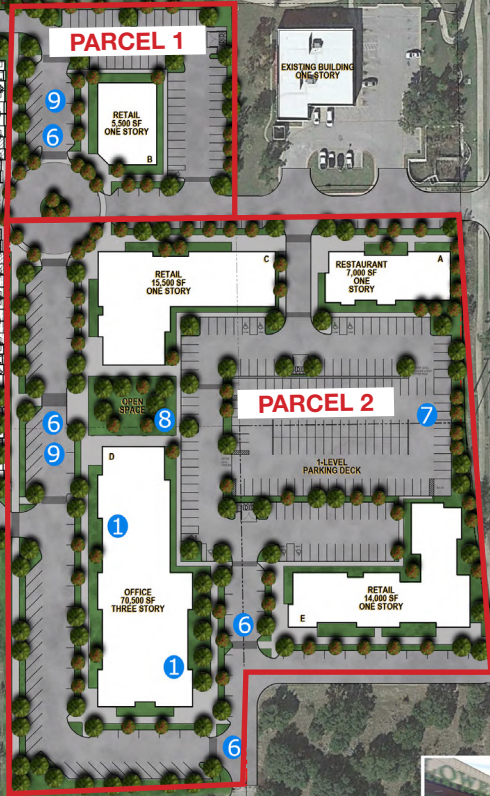 PARCEL 1
9
6
RETAIL
5,500 SF
ONE STORY
B
EXISTING BUILDING
ONE STORY
C
RETAIL
15,500 SF
ONE STORY
A
RESTAURANT
7,000 SF
ONE
STORY
OPEN
SPACE
8
PARCEL 2
7
6
9
1-LEVEL
PARKING DECK
D
1
OFFICE
70,500 SF
THREE STORY
1
RETAIL
14,000 SF
ONE STORY
E
6
6